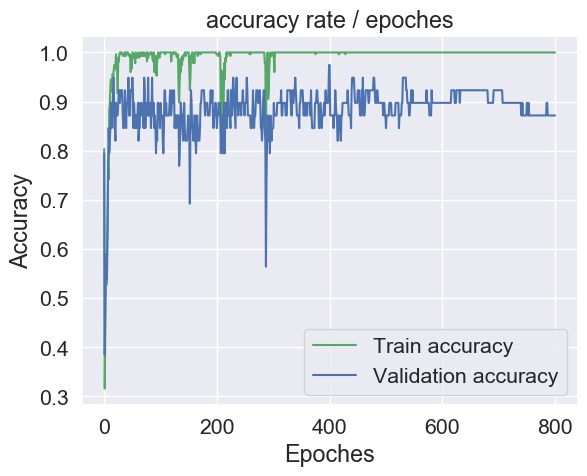 accuracy rate / epoches
1.0
0.9
0.8
0.7
0.6
0.5
0.4
0.3
Accuracy
Train accuracy
Validation accuracy
0 200 400 600 800
Epoches